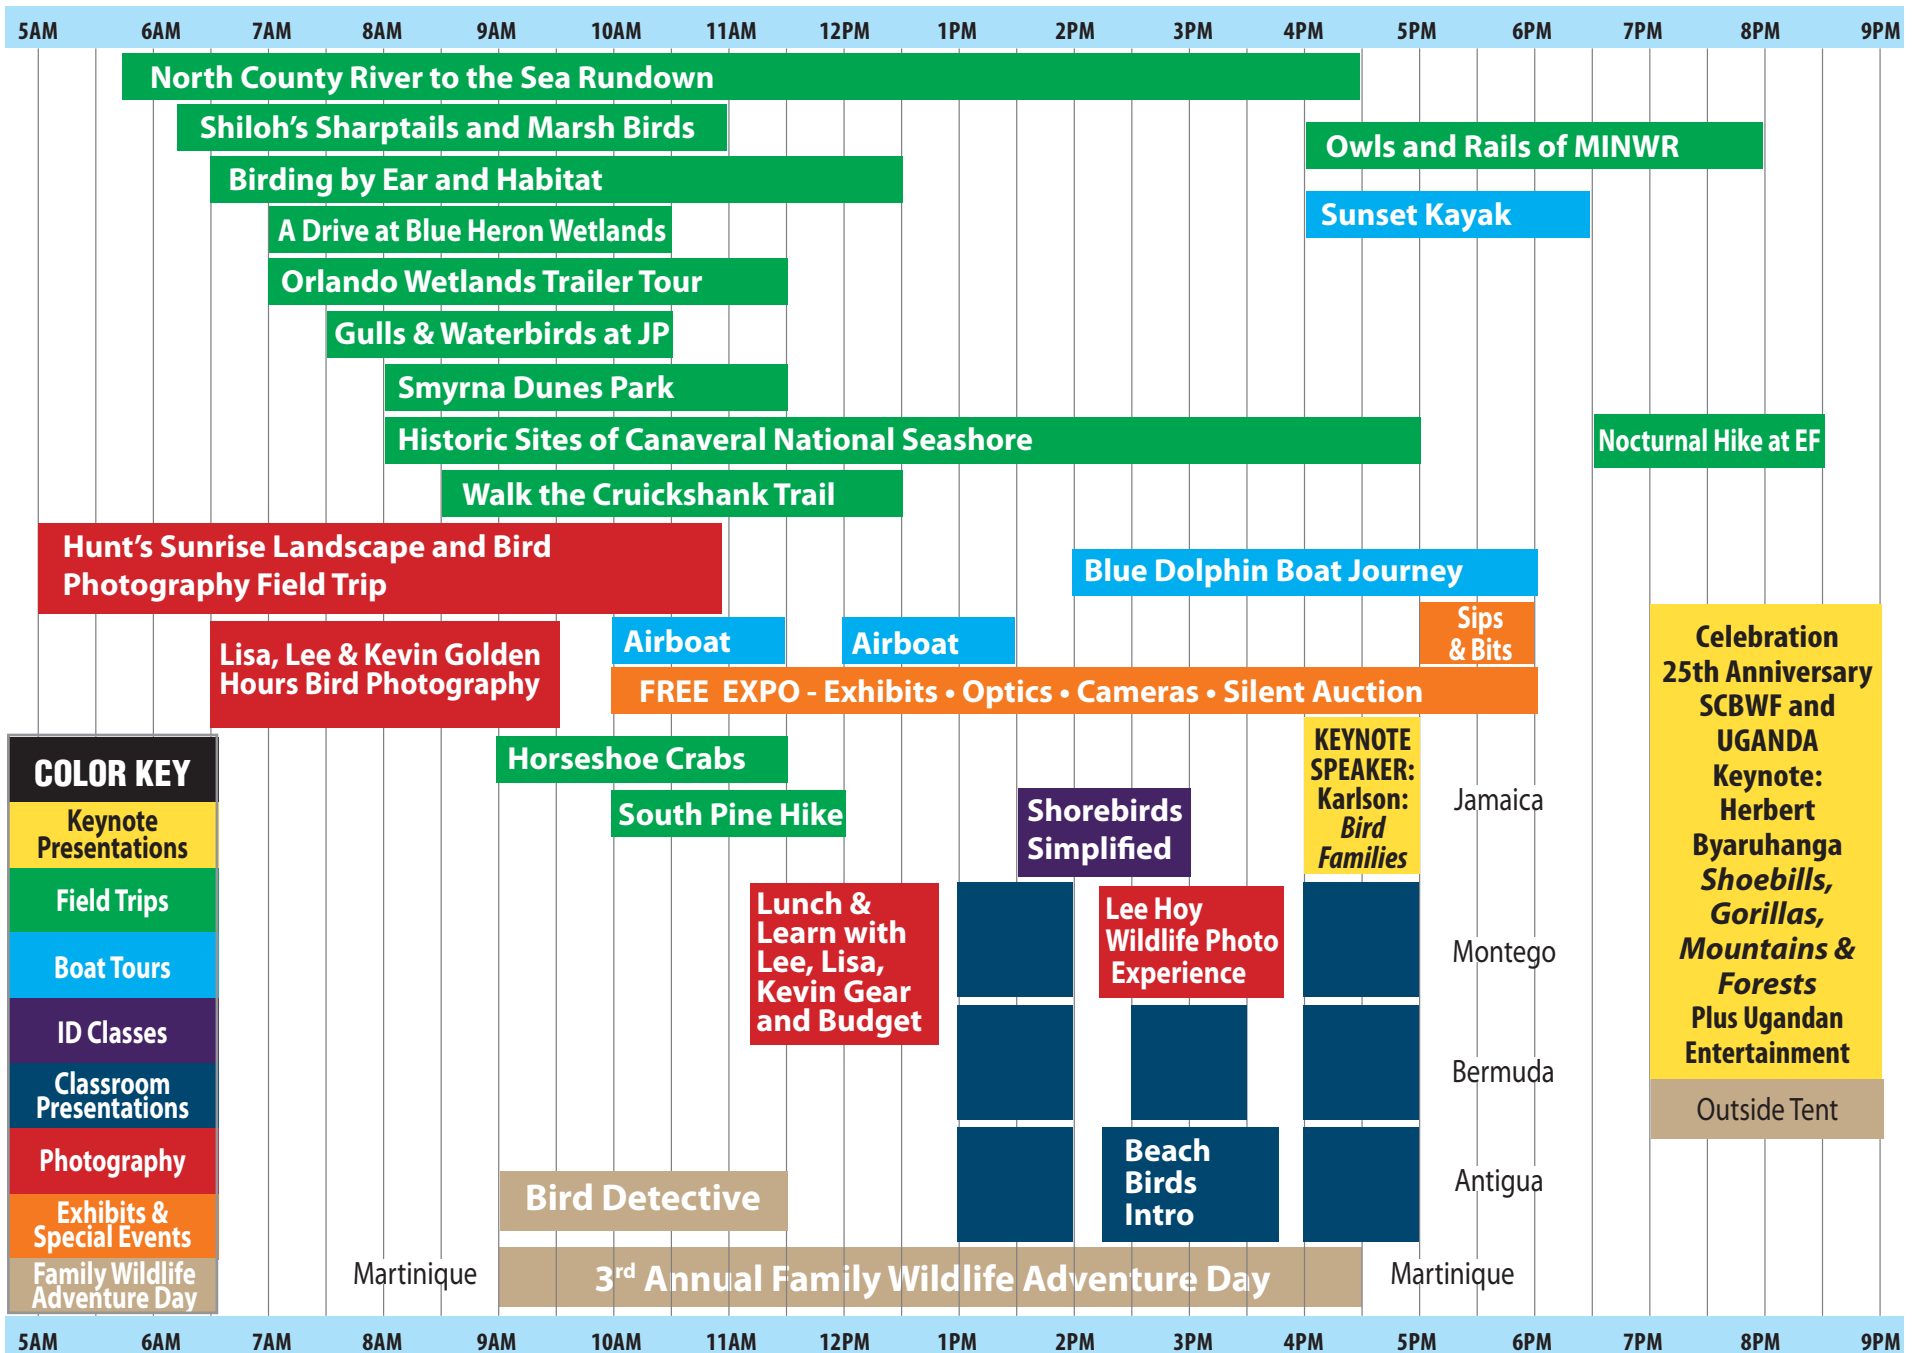 5AM 6AM 7AM 8AM 9AM 10AM 11AM 12PM 1PM 2PM 3PM 4PM 5PM 6PM 7PM 8PM 9PM
North County River to the Sea Rundown
Shiloh’s Sharptails and Marsh Birds
Owls and Rails of MINWR
Birding by Ear and Habitat
Sunset Kayak
A Drive at Blue Heron Wetlands
Orlando Wetlands Trailer Tour
Gulls & Waterbirds at JP
Smyrna Dunes Park
Historic Sites of Canaveral National Seashore
Nocturnal Hike at EF
Walk the Cruickshank Trail
Hunt’s Sunrise Landscape and Bird
Photography Field Trip
Blue Dolphin Boat Journey
Sips
& Bits
Airboat
Airboat
Lisa, Lee & Kevin Golden
Hours Bird Photography
FREE EXPO - Exhibits • Optics • Cameras • Silent Auction
Celebration
25th Anniversary
SCBWF and
UGANDA
Keynote:
Herbert
Byaruhanga
Shoebills,
Gorillas,
Mountains &
Forests
Plus Ugandan
Entertainment
Outside Tent
Horseshoe Crabs
South Pine Hike
KEYNOTE
SPEAKER:
Karlson:
Bird
Families
Jamaica
Shorebirds
Simplified
Lunch &
Learn with
Lee, Lisa,
Kevin Gear
and Budget
Lee Hoy
Wildlife Photo
Experience
Montego
Bermuda
Beach
Birds
Intro
Antigua
Bird Detective
Martinique
3rd Annual Family Wildlife Adventure Day
Martinique
COLOR KEY
Keynote
Presentations
Field Trips
Boat Tours
ID Classes
Classroom
Presentations
Photography
Exhibits &
Special Events
Family Wildlife
Adventure Day
5AM 6AM 7AM 8AM 9AM 10AM 11AM 12PM 1PM 2PM 3PM 4PM 5PM 6PM 7PM 8PM 9PM